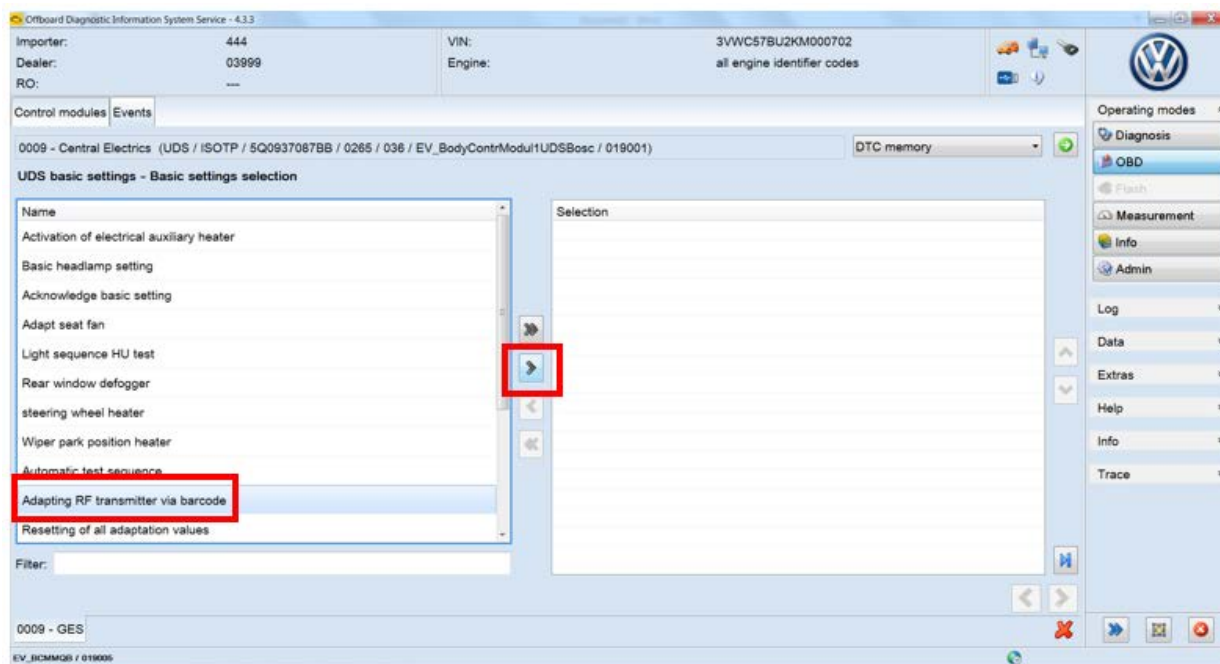 Offboard Diagnostic Information System Service - 4.3.3
Importer: 444 VIN: 3VWC57BU2KM000702
Dealer: 03999 Engine: all engine identifier codes
RO: ---
Control modules Events
Operating modes
0009 - Central Electrics (UDS / ISOTP / 5Q0937087BB / 0265 / 036 / EV_BodyContrModul1UDSBosc / 019001) DTC memory
Diagnosis
UDS basic settings - Basic settings selection
OBD
Flash
Name
Selection
Measurement
Activation of electrical auxiliary heater
Info
Basic headlamp setting
Admin
Acknowledge basic setting
Log
Adapt seat fan
Data
Light sequence HU test
Extras
Rear window defogger
steering wheel heater
Help
Wiper park position heater
Info
Automatic test sequence
Trace
Adapting RF transmitter via barcode
Resetting of all adaptation values
Filter:
0009 - GES
EV_BCMMQB / 019005